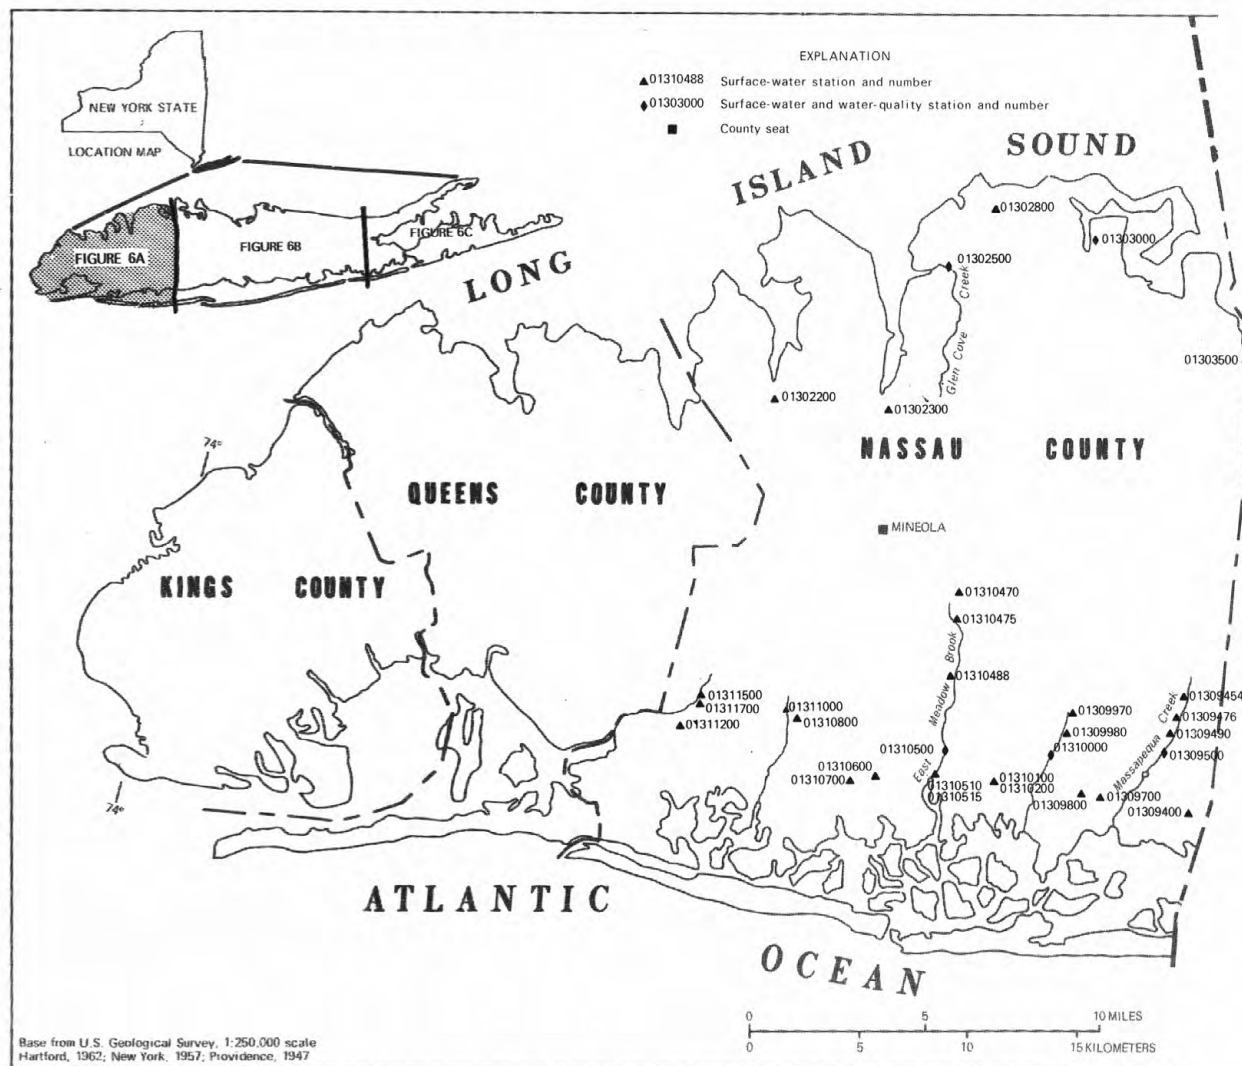 EXPLANATION
01310488 Surface-water station and number
01303000 Surface-water and water-quality station and number
County seat
NEW YORK STATE
LOCATION MAP
FIGURE 6A
FIGURE 6B
FIGURE 6C
LONG
ISLAND
SOUND
01302800
01303000
01302500
Glen Cove Creek
01303500
01302200
01302300
NASSAU COUNTY
74°
QUEENS COUNTY
MINEOLA
KINGS COUNTY
01310470
01310475
East Meadow Brook
01310488
01311500
01311700
01311200
01311000
01310800
01309970
01309980
01310000
Massapequa Creek
01309454
01309476
01309490
01309500
01310500
01310600
01310700
01310510
01310515
01310100
01310200
01309800
01309700
01309400
74°
ATLANTIC
OCEAN
0 5 10 MILES
0 5 10 15 KILOMETERS
Base from U.S. Geological Survey, 1:250,000 scale
Hartford, 1962; New York, 1957; Providence, 1947